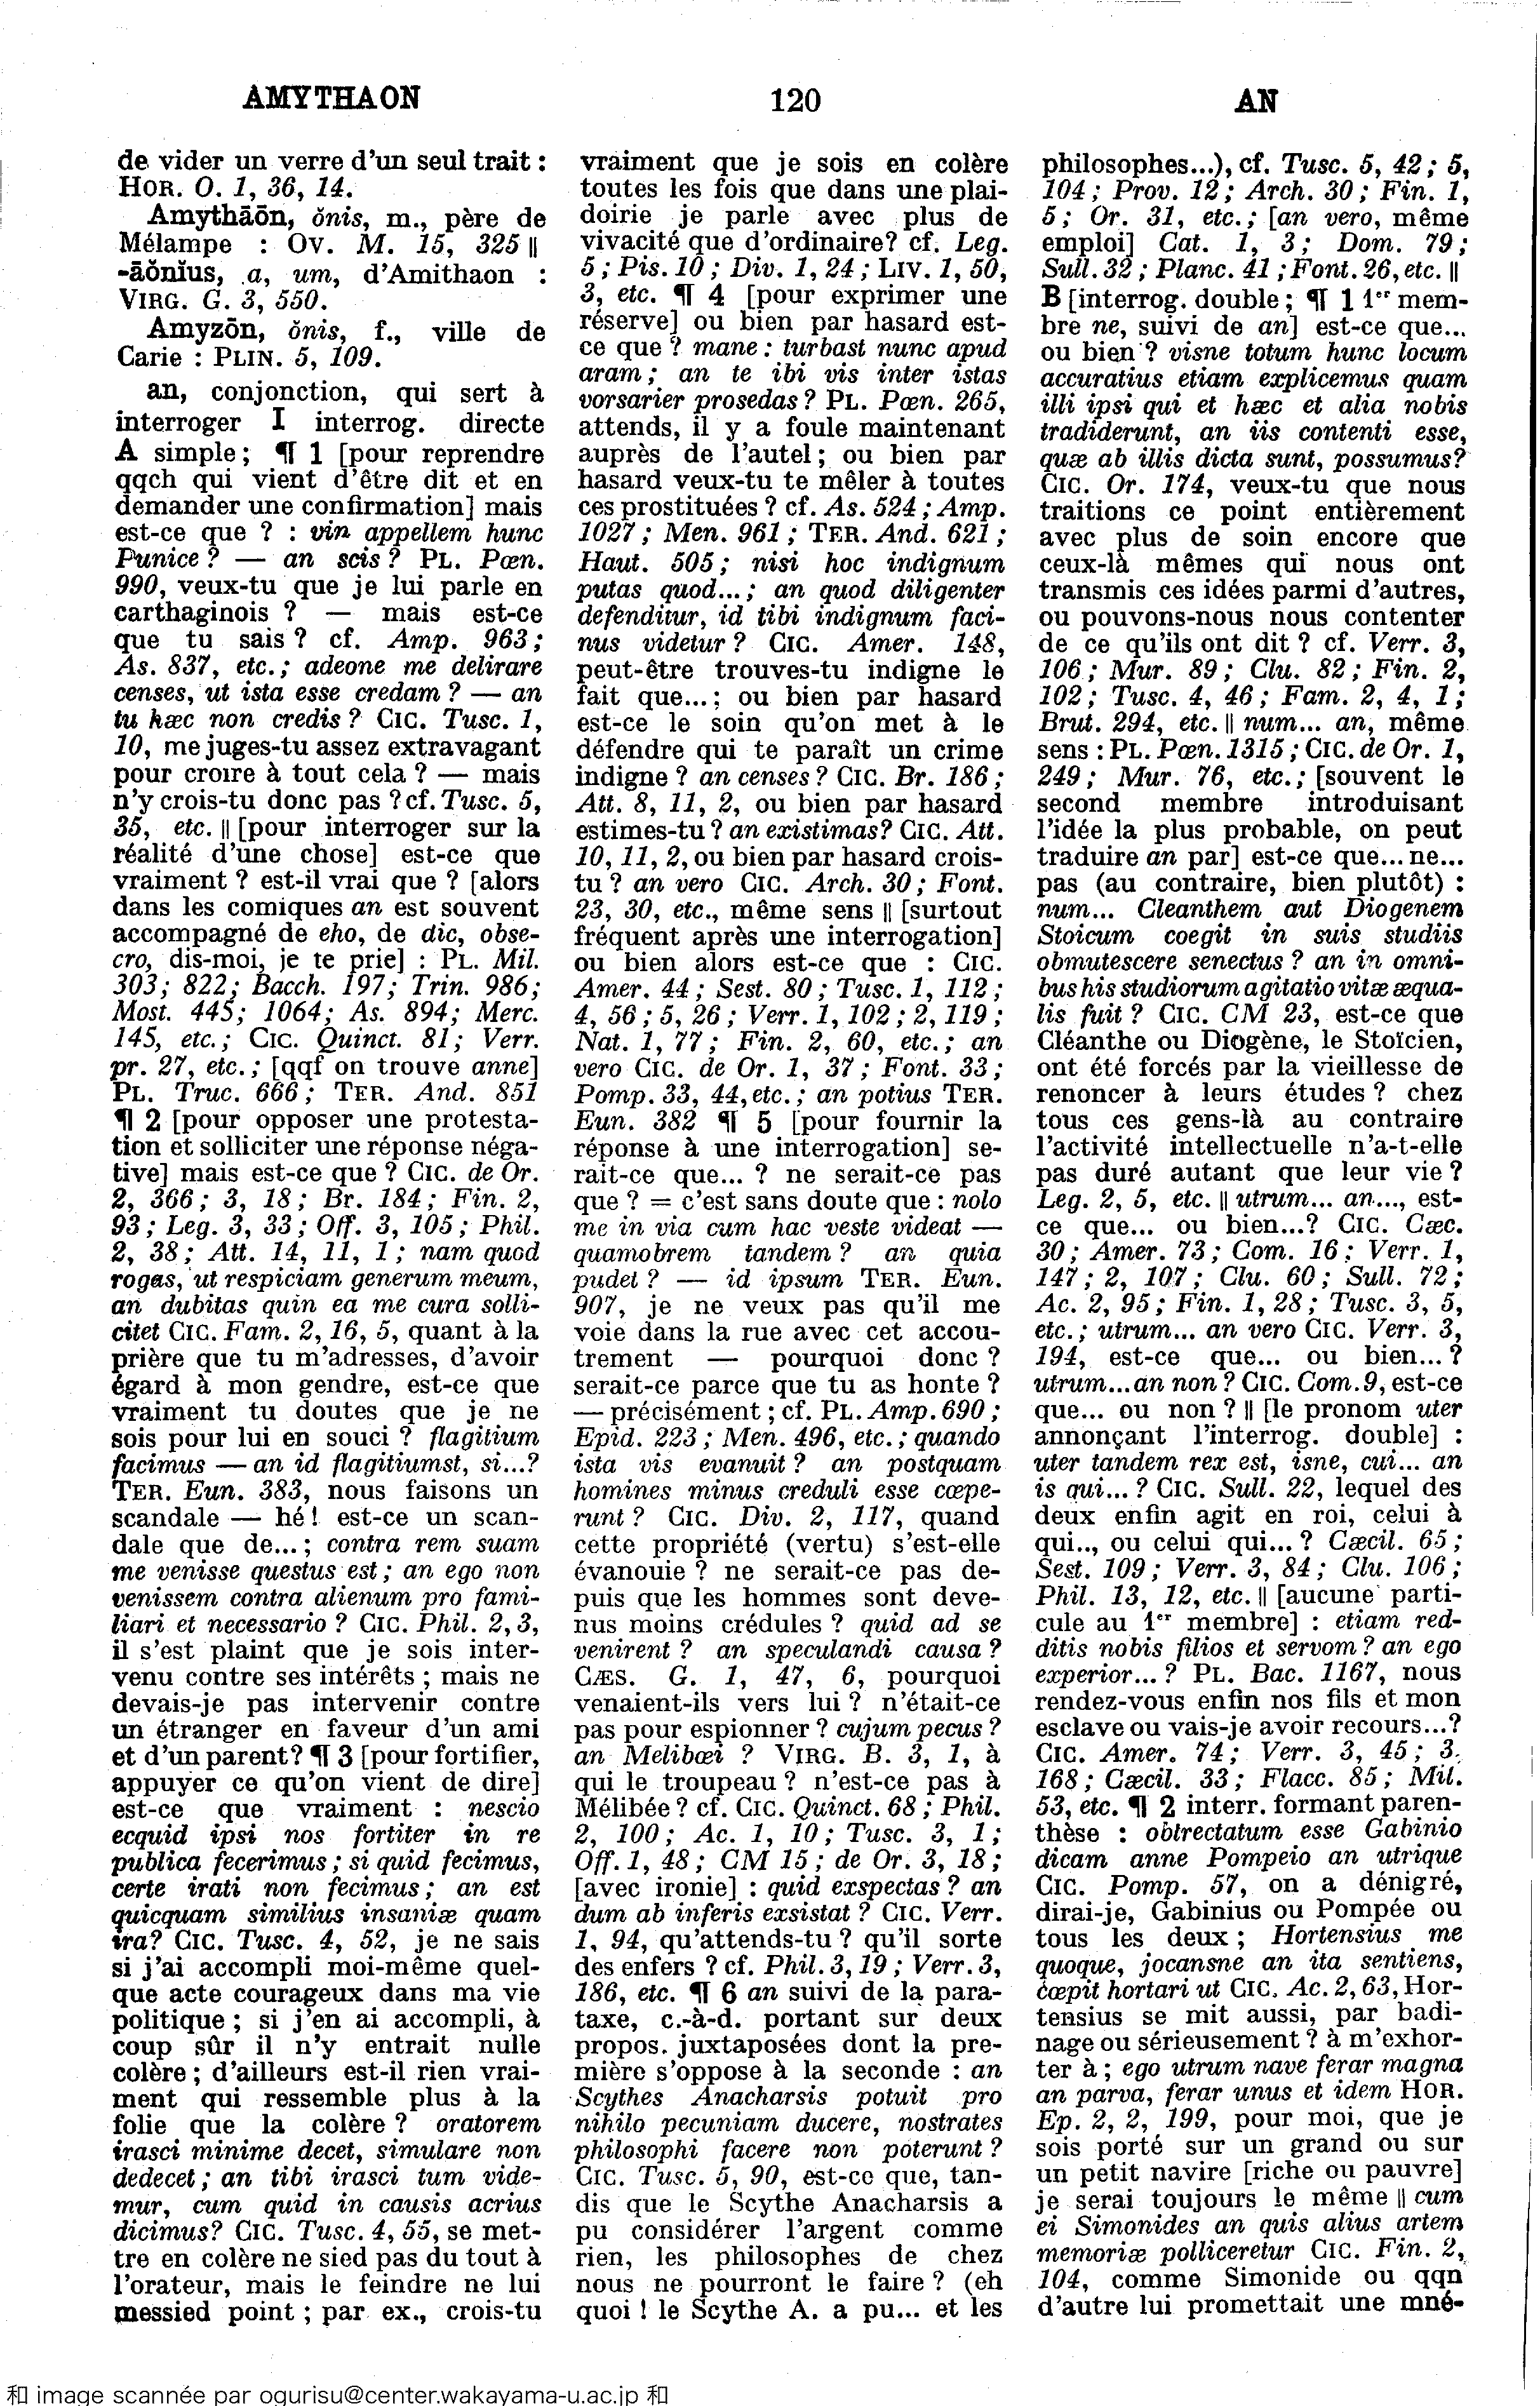 AMYTHAON
120
AN
de vider un verre d'un seul trait :
HOR. O. 1, 36, 14.
Amythāōn, ŏnis, m., père de
Mélampe : OV. M. 15, 325 ||
-āŏnĭus, a, um, d'Amithaon :
VIRG. G. 3, 550.
Amyzōn, ŏnis, f., ville de
Carie : PLIN. 5, 109.
an, conjonction, qui sert à
interroger I interrog. directe
A simple; ¶ 1 [pour reprendre
qqch qui vient d'être dit et en
demander une confirmation] mais
est-ce que ? : vin appellem hunc
Punice ? — an scis ? PL. Pœn.
990, veux-tu que je lui parle en
carthaginois ? — mais est-ce
que tu sais ? cf. Amp. 963;
As. 837, etc.; adeone me delirare
censes, ut ista esse credam ? — an
tu hæc non credis ? CIC. Tusc. 1,
10, me juges-tu assez extravagant
pour croire à tout cela ? — mais
n'y crois-tu donc pas ? cf. Tusc. 5,
35, etc. || [pour interroger sur la
réalité d'une chose] est-ce que
vraiment ? est-il vrai que ? [alors
dans les comiques an est souvent
accompagné de eho, de dic, obse-
cro, dis-moi, je te prie] : PL. Mil.
303; 822; Bacch. 197; Trin. 986;
Most. 445; 1064; As. 894; Merc.
145, etc.; CIC. Quinct. 81; Verr.
pr. 27, etc.; [qqf on trouve anne]
PL. Truc. 666; TER. And. 851
¶ 2 [pour opposer une protesta-
tion et solliciter une réponse néga-
tive] mais est-ce que ? CIC. de Or.
2, 366; 3, 18; Br. 184; Fin. 2,
93; Leg. 3, 33; Off. 3, 105; Phil.
2, 38; Att. 14, 11, 1; nam quod
rogas, ut respiciam generum meum,
an dubitas quin ea me cura solli-
citet CIC. Fam. 2, 16, 5, quant à la
prière que tu m'adresses, d'avoir
égard à mon gendre, est-ce que
vraiment tu doutes que je ne
sois pour lui en souci ? flagitium
facimus — an id flagitiumst, si...?
TER. Eun. 383, nous faisons un
scandale — hé! est-ce un scan-
dale que de...; contra rem suam
me venisse questus est; an ego non
venissem contra alienum pro fami-
liari et necessario ? CIC. Phil. 2, 3,
il s'est plaint que je sois inter-
venu contre ses intérêts; mais ne
devais-je pas intervenir contre
un étranger en faveur d'un ami
et d'un parent? ¶ 3 [pour fortifier,
appuyer ce qu'on vient de dire]
est-ce que vraiment : nescio
ecquid ipsi nos fortiter in re
publica fecerimus; si quid fecimus,
certe irati non fecimus; an est
quicquam similius insaniæ quam
ira? CIC. Tusc. 4, 52, je ne sais
si j'ai accompli moi-même quel-
que acte courageux dans ma vie
politique; si j'en ai accompli, à
coup sûr il n'y entrait nulle
colère; d'ailleurs est-il rien vrai-
ment qui ressemble plus à la
folie que la colère ? oratorem
irasci minime decet, simulare non
dedecet; an tibi irasci tum vide-
mur, cum quid in causis acrius
dicimus? CIC. Tusc. 4, 55, se met-
tre en colère ne sied pas du tout à
l'orateur, mais le feindre ne lui
messied point; par ex., crois-tu
vraiment que je sois en colère
toutes les fois que dans une plai-
doirie je parle avec plus de
vivacité que d'ordinaire? cf. Leg.
5; Pis. 10; Div. 1, 24; LIV. 1, 50,
3, etc. ¶ 4 [pour exprimer une
réserve] ou bien par hasard est-
ce que ? mane : turbast nunc apud
aram; an te ibi vis inter istas
vorsarier prosedas ? PL. Pœn. 265,
attends, il y a foule maintenant
auprès de l'autel; ou bien par
hasard veux-tu te mêler à toutes
ces prostituées ? cf. As. 524; Amp.
1027; Men. 961; TER. And. 621;
Haut. 505; nisi hoc indignum
putas quod...; an quod diligenter
defenditur, id tibi indignum faci-
nus videtur ? CIC. Amer. 148,
peut-être trouves-tu indigne le
fait que...; ou bien par hasard
est-ce le soin qu'on met à le
défendre qui te paraît un crime
indigne ? an censes ? CIC. Br. 186;
Att. 8, 11, 2, ou bien par hasard
estimes-tu ? an existimas? CIC. Att.
10, 11, 2, ou bien par hasard crois-
tu ? an vero CIC. Arch. 30; Font.
23, 30, etc., même sens || [surtout
fréquent après une interrogation]
ou bien alors est-ce que : CIC.
Amer. 44; Sest. 80; Tusc. 1, 112;
4, 56; 5, 26; Verr. 1, 102; 2, 119;
Nat. 1, 77; Fin. 2, 60, etc.; an
vero CIC. de Or. 1, 37; Font. 33;
Pomp. 33, 44, etc.; an potius TER.
Eun. 382 ¶ 5 [pour fournir la
réponse à une interrogation] se-
rait-ce que... ? ne serait-ce pas
que ? = c'est sans doute que : nolo
me in via cum hac veste videat —
quamobrem tandem ? an quia
pudet ? — id ipsum TER. Eun.
907, je ne veux pas qu'il me
voie dans la rue avec cet accou-
trement — pourquoi donc ?
serait-ce parce que tu as honte ?
— précisément; cf. PL. Amp. 690;
Epid. 223; Men. 496, etc.; quando
ista vis evanuit ? an postquam
homines minus creduli esse cœpe-
runt ? CIC. Div. 2, 117, quand
cette propriété (vertu) s'est-elle
évanouie ? ne serait-ce pas de-
puis que les hommes sont deve-
nus moins crédules ? quid ad se
venirent ? an speculandi causa ?
CÆS. G. 1, 47, 6, pourquoi
venaient-ils vers lui ? n'était-ce
pas pour espionner ? cujum pecus ?
an Melibœi ? VIRG. B. 3, 1, à
qui le troupeau ? n'est-ce pas à
Mélibée ? cf. CIC. Quinct. 68; Phil.
2, 100; Ac. 1, 10; Tusc. 3, 1;
Off. 1, 48; CM 15; de Or. 3, 18;
[avec ironie] : quid exspectas ? an
dum ab inferis exsistat ? CIC. Verr.
1, 94, qu'attends-tu ? qu'il sorte
des enfers ? cf. Phil. 3, 19; Verr. 3,
186, etc. ¶ 6 an suivi de la para-
taxe, c.-à-d. portant sur deux
propos. juxtaposées dont la pre-
mière s'oppose à la seconde : an
Scythes Anacharsis potuit pro
nihilo pecuniam ducere, nostrates
philosophi facere non poterunt ?
CIC. Tusc. 5, 90, est-ce que, tan-
dis que le Scythe Anacharsis a
pu considérer l'argent comme
rien, les philosophes de chez
nous ne pourront le faire ? (eh
quoi ! le Scythe A. a pu... et les
philosophes...), cf. Tusc. 5, 42; 5,
104; Prov. 12; Arch. 30; Fin. 1,
5; Or. 31, etc.; [an vero, même
emploi] Cat. 1, 3; Dom. 79;
Sull. 32; Planc. 41; Font. 26, etc. ||
B [interrog. double; ¶ 1 1er mem-
bre ne, suivi de an] est-ce que...
ou bien ? visne totum hunc locum
accuratius etiam explicemus quam
illi ipsi qui et hæc et alia nobis
tradiderunt, an iis contenti esse,
quæ ab illis dicta sunt, possumus?
CIC. Or. 174, veux-tu que nous
traitions ce point entièrement
avec plus de soin encore que
ceux-là mêmes qui nous ont
transmis ces idées parmi d'autres,
ou pouvons-nous nous contenter
de ce qu'ils ont dit ? cf. Verr. 3,
106; Mur. 89; Clu. 82; Fin. 2,
102; Tusc. 4, 46; Fam. 2, 4, 1;
Brut. 294, etc. || num... an, même
sens : PL. Pœn. 1315; CIC. de Or. 1,
249; Mur. 76, etc.; [souvent le
second membre introduisant
l'idée la plus probable, on peut
traduire an par] est-ce que... ne...
pas (au contraire, bien plutôt) :
num... Cleanthem aut Diogenem
Stoicum coegit in suis studiis
obmutescere senectus ? an in omni-
bus his studiorum agitatio vitæ æqua-
lis fuit ? CIC. CM 23, est-ce que
Cléanthe ou Diogène, le Stoïcien,
ont été forcés par la vieillesse de
renoncer à leurs études ? chez
tous ces gens-là au contraire
l'activité intellectuelle n'a-t-elle
pas duré autant que leur vie ?
Leg. 2, 5, etc. || utrum... an..., est-
ce que... ou bien...? CIC. Cæc.
30; Amer. 73; Com. 16; Verr. 1,
147; 2, 107; Clu. 60; Sull. 72;
Ac. 2, 95; Fin. 1, 28; Tusc. 3, 5,
etc.; utrum... an vero CIC. Verr. 3,
194, est-ce que... ou bien... ?
utrum... an non ? CIC. Com. 9, est-ce
que... ou non ? || [le pronom uter
annonçant l'interrog. double] :
uter tandem rex est, isne, cui... an
is qui... ? CIC. Sull. 22, lequel des
deux enfin agit en roi, celui à
qui.., ou celui qui... ? Cæcil. 65;
Sest. 109; Verr. 3, 84; Clu. 106;
Phil. 13, 12, etc. || [aucune parti-
cule au 1er membre] : etiam red-
ditis nobis filios et servom ? an ego
experior... ? PL. Bac. 1167, nous
rendez-vous enfin nos fils et mon
esclave ou vais-je avoir recours...?
CIC. Amer. 74; Verr. 3, 45; 3,
168; Cæcil. 33; Flacc. 85; Mil.
53, etc. ¶ 2 interr. formant paren-
thèse : obtrectatum esse Gabinio
dicam anne Pompeio an utrique
CIC. Pomp. 57, on a dénigré,
dirai-je, Gabinius ou Pompée ou
tous les deux; Hortensius me
quoque, jocansne an ita sentiens,
cœpit hortari ut CIC. Ac. 2, 63, Hor-
tensius se mit aussi, par badi-
nage ou sérieusement ? à m'exhor-
ter à; ego utrum nave ferar magna
an parva, ferar unus et idem HOR.
Ep. 2, 2, 199, pour moi, que je
sois porté sur un grand ou sur
un petit navire [riche ou pauvre]
je serai toujours le même || cum
ei Simonides an quis alius artem
memoriæ polliceretur CIC. Fin. 2,
104, comme Simonide ou qqn
d'autre lui promettait une mné-
和 image scannée par ogurisu@center.wakayama-u.ac.jp 和